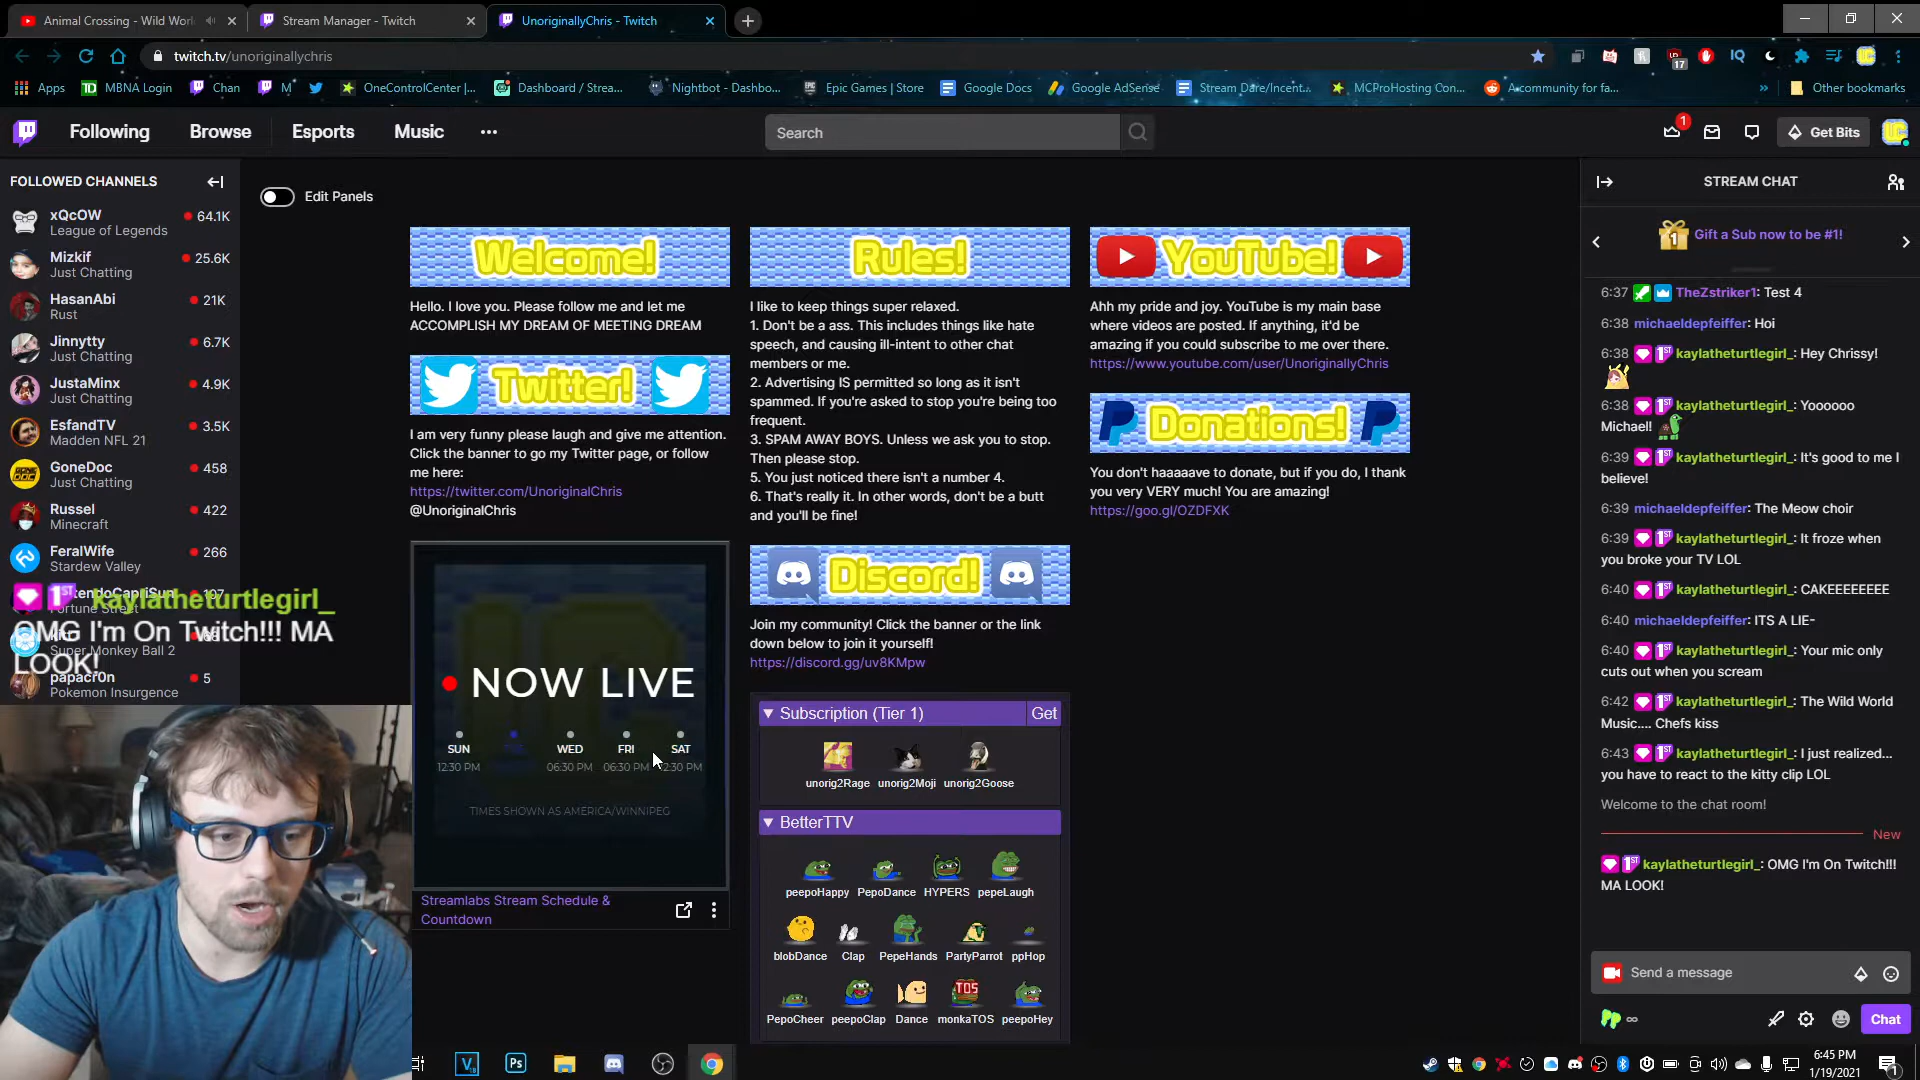 Animal Crossing - Wild Worl
Stream Manager - Twitch
UnoriginallyChris - Twitch
twitch.tv/unoriginallychris
17
Apps
MBNA Login
Chan
M
OneControlCenter |...
Dashboard / Strea...
Nightbot - Dashbo...
Epic Games | Store
Google Docs
Google AdSense
Stream Dare/Incent...
MCProHosting Con...
A community for fa...
»
Other bookmarks
Following
Browse
Esports
Music
Search
1
Get Bits
FOLLOWED CHANNELS
xQcOW
64.1K
League of Legends
Mizkif
25.6K
Just Chatting
HasanAbi
21K
Rust
Jinnytty
6.7K
Just Chatting
JustaMinx
4.9K
Just Chatting
EsfandTV
3.5K
Madden NFL 21
GoneDoc
458
Just Chatting
Russel
422
Minecraft
FeralWife
266
Stardew Valley
Fortune Street
Super Monkey Ball 2
papacr0n
5
Pokemon Insurgence
kaylatheturtlegirl_
OMG I'm On Twitch!!! MA
LOOK!
Edit Panels
Welcome!
Hello. I love you. Please follow me and let me
ACCOMPLISH MY DREAM OF MEETING DREAM
Twitter!
I am very funny please laugh and give me attention.
Click the banner to go my Twitter page, or follow
me here:
https://twitter.com/UnoriginalChris
@UnoriginalChris
NOW LIVE
SUN
TUE
WED
FRI
SAT
12:30 PM
06:30 PM
06:30 PM
2:30 PM
TIMES SHOWN AS AMERICA/WINNIPEG
Streamlabs Stream Schedule &
Countdown
Rules!
I like to keep things super relaxed.
1. Don't be a ass. This includes things like hate
speech, and causing ill-intent to other chat
members or me.
2. Advertising IS permitted so long as it isn't
spammed. If you're asked to stop you're being too
frequent.
3. SPAM AWAY BOYS. Unless we ask you to stop.
Then please stop.
5. You just noticed there isn't a number 4.
6. That's really it. In other words, don't be a butt
and you'll be fine!
Discord!
Join my community! Click the banner or the link
down below to join it yourself!
https://discord.gg/uv8KMpw
Subscription (Tier 1)
Get
unorig2Rage
unorig2Moji
unorig2Goose
BetterTTV
peepoHappy
PepoDance
HYPERS
pepeLaugh
blobDance
Clap
PepeHands
PartyParrot
ppHop
TOS
PepoCheer
peepoClap
Dance
monkaTOS
peepoHey
YouTube!
Ahh my pride and joy. YouTube is my main base
where videos are posted. If anything, it'd be
amazing if you could subscribe to me over there.
https://www.youtube.com/user/UnoriginallyChris
Donations!
You don't haaaaave to donate, but if you do, I thank
you very VERY much! You are amazing!
https://goo.gl/OZDFXK
STREAM CHAT
1
Gift a Sub now to be #1!
6:37 TheZstriker1: Test 4
6:38 michaeldepfeiffer: Hoi
6:38 1ST kaylatheturtlegirl_: Hey Chrissy!
6:38 1ST kaylatheturtlegirl_: Yoooooo
Michael!
6:39 1ST kaylatheturtlegirl_: It's good to me I
believe!
6:39 michaeldepfeiffer: The Meow choir
6:39 1ST kaylatheturtlegirl_: It froze when
you broke your TV LOL
6:40 1ST kaylatheturtlegirl_: CAKEEEEEEEE
6:40 michaeldepfeiffer: ITS A LIE-
6:40 1ST kaylatheturtlegirl_: Your mic only
cuts out when you scream
6:42 1ST kaylatheturtlegirl_: The Wild World
Music.... Chefs kiss
6:43 1ST kaylatheturtlegirl_: I just realized...
you have to react to the kitty clip LOL
Welcome to the chat room!
New
1ST kaylatheturtlegirl_: OMG I'm On Twitch!!!
MA LOOK!
Send a message
∞
Chat
Ps
6:45 PM
1/19/2021
1